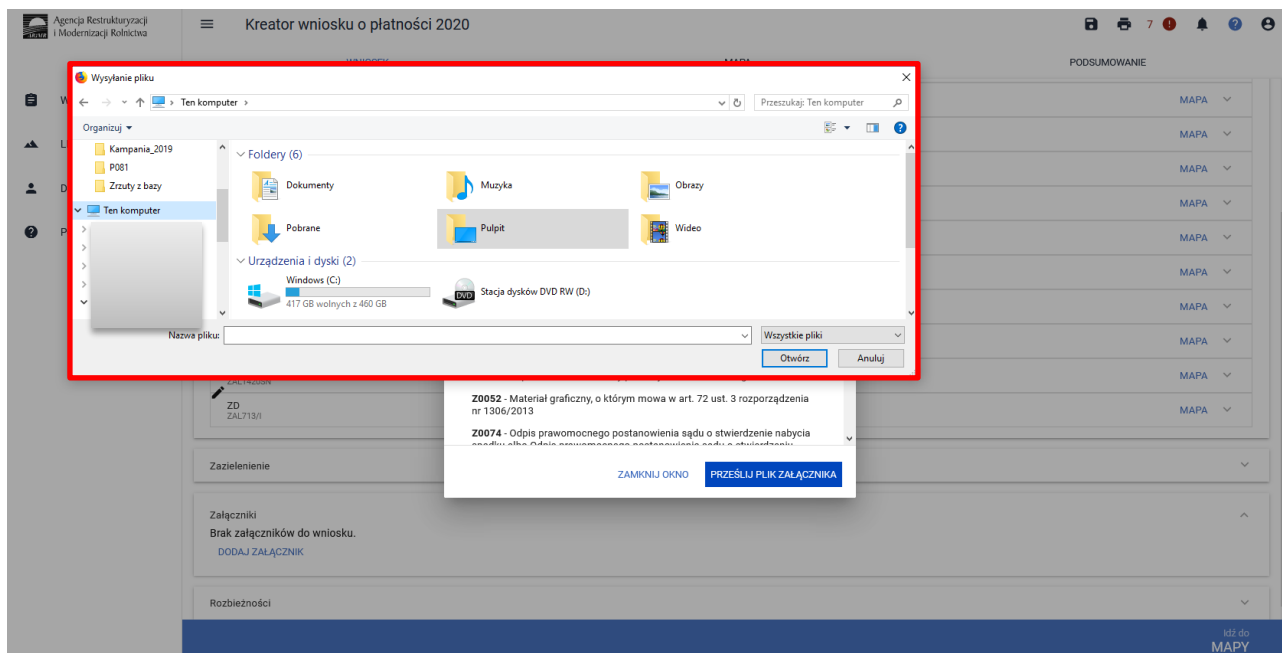 Agencja Restrukturyzacji
i Modernizacji Rolnictwa
Kreator wniosku o płatności 2020
7
PODSUMOWANIE
Wysyłanie pliku
Ten komputer
Przeszukaj: Ten komputer
Organizuj
Kampania_2019
P081
Zrzuty z bazy
Ten komputer
Foldery (6)
Dokumenty
Muzyka
Obrazy
Pobrane
Pulpit
Wideo
Urządzenia i dyski (2)
Windows (C:)
417 GB wolnych z 460 GB
DVD
Stacja dysków DVD RW (D:)
Nazwa pliku:
Wszystkie pliki
Otwórz
Anuluj
MAPA
MAPA
MAPA
MAPA
MAPA
MAPA
MAPA
MAPA
MAPA
MAPA
ZD
ZAL713/I
Z0052 - Materiał graficzny, o którym mowa w art. 72 ust. 3 rozporządzenia
nr 1306/2013
Z0074 - Odpis prawomocnego postanowienia sądu o stwierdzenie nabycia
ZAMKNIJ OKNO
PRZEŚLIJ PLIK ZAŁĄCZNIKA
Zazielenienie
Załączniki
Brak załączników do wniosku.
DODAJ ZAŁĄCZNIK
Rozbieżności
Idź do
MAPY